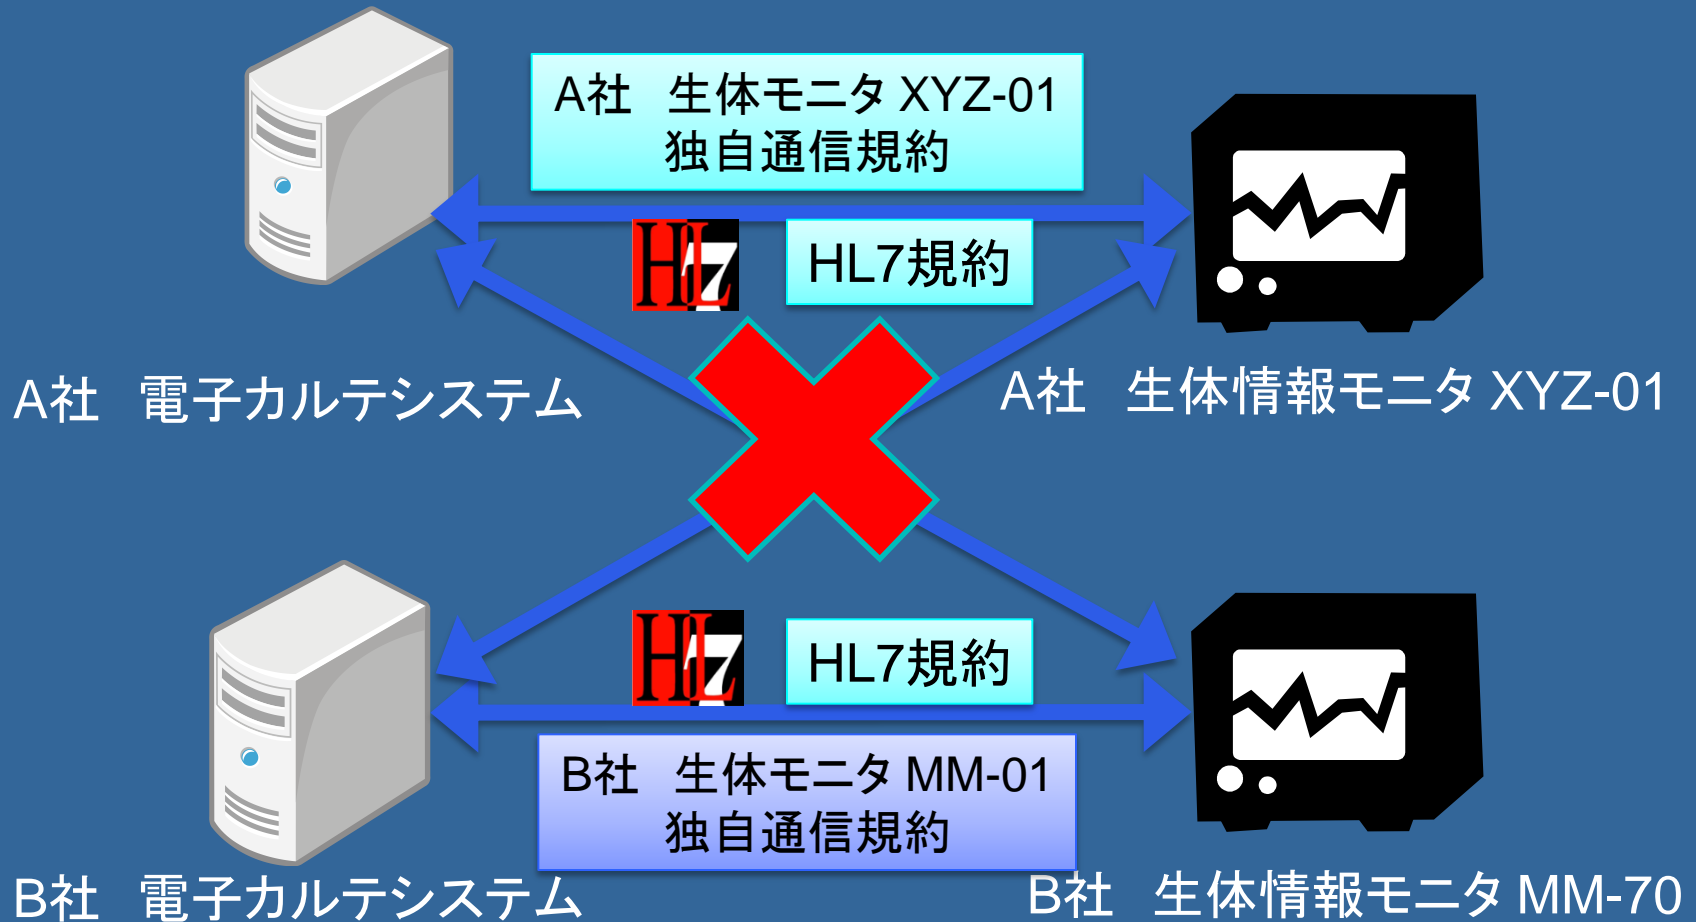 A社　生体モニタ XYZ-01
独自通信規約
HL7 HL7規約
A社　電子カルテシステム
A社　生体情報モニタ XYZ-01
HL7 HL7規約
B社　生体モニタ MM-01
独自通信規約
B社　電子カルテシステム
B社　生体情報モニタ MM-70